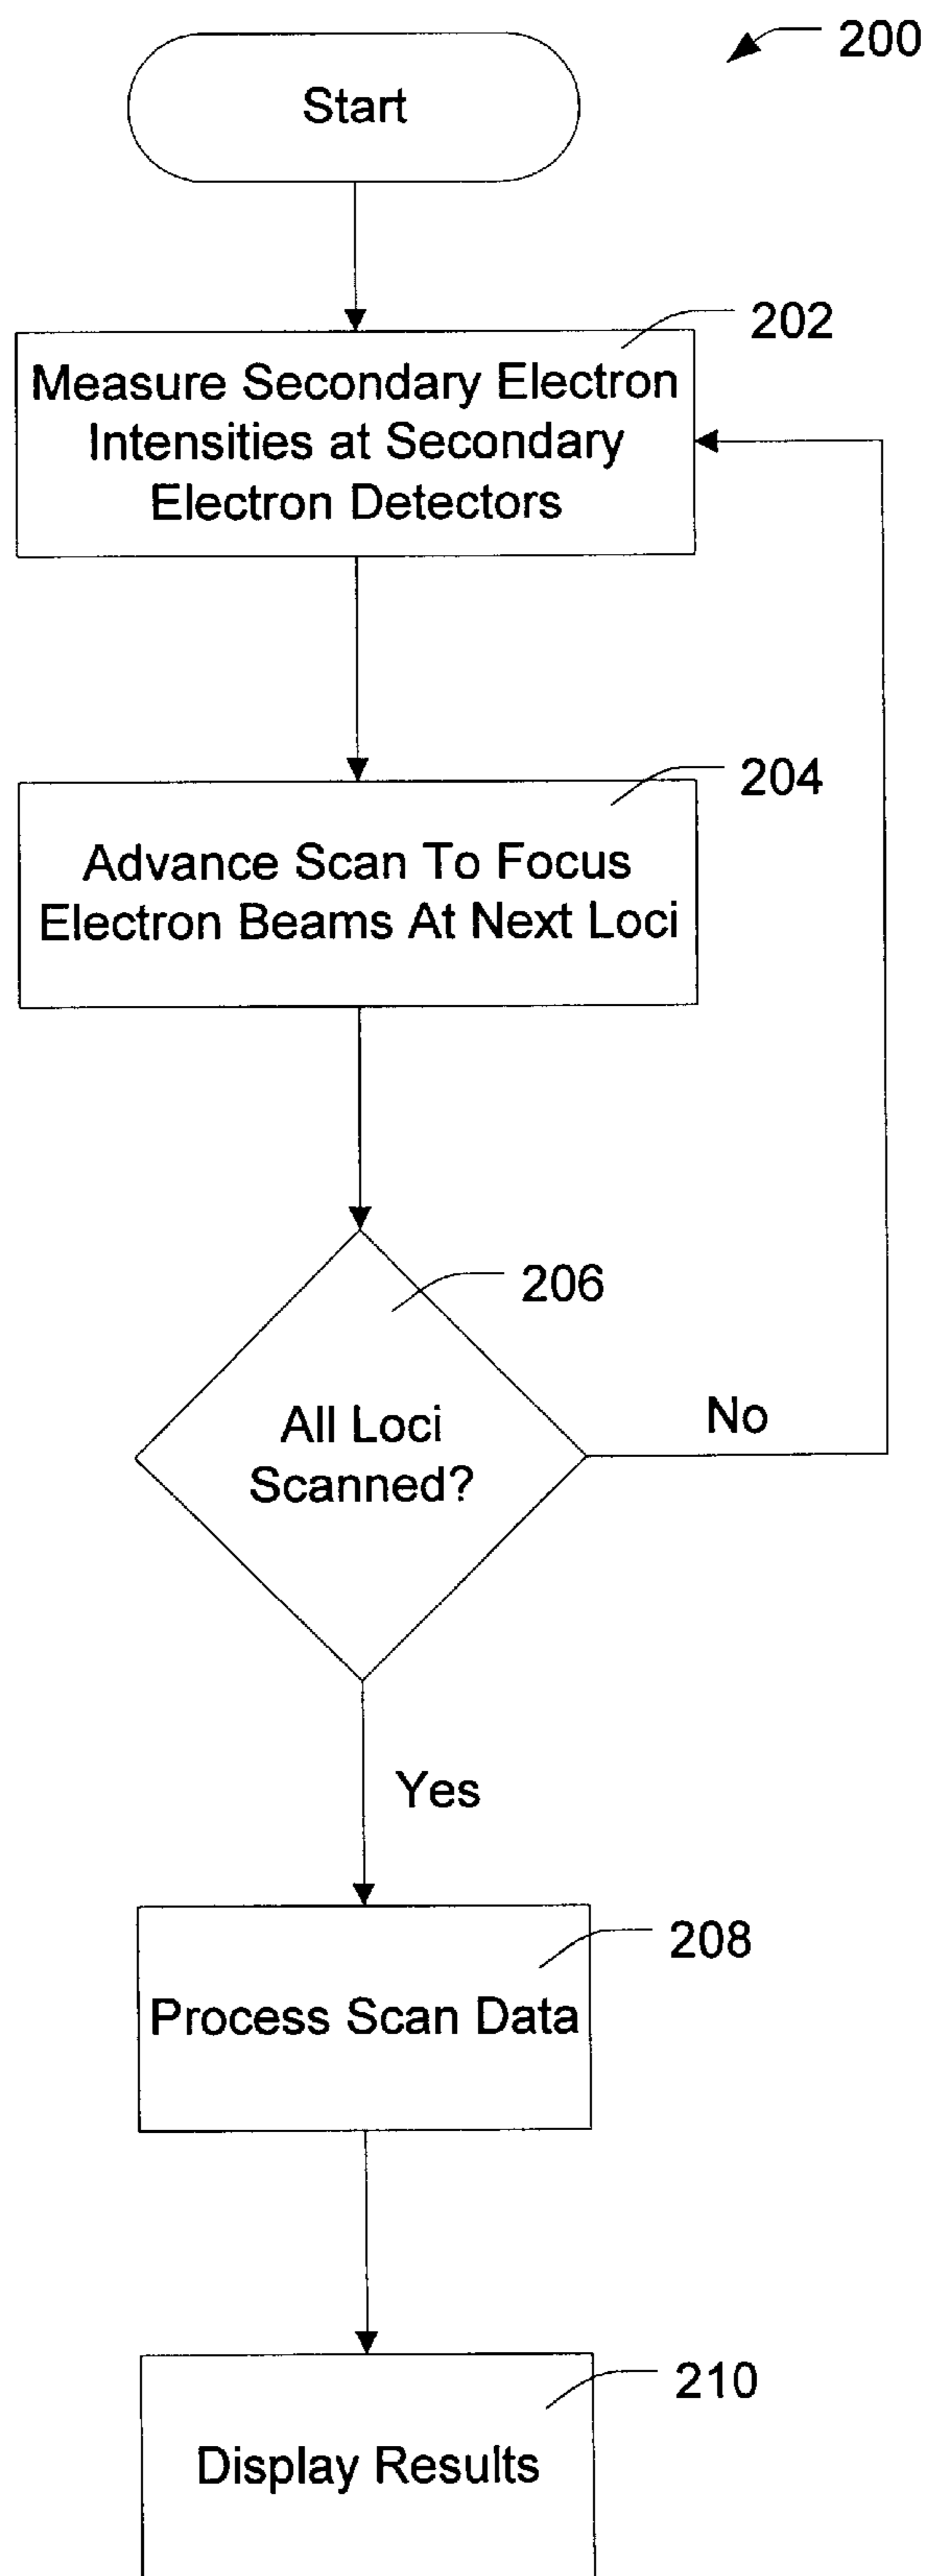 200
Start
202
Measure Secondary Electron
Intensities at Secondary
Electron Detectors
204
Advance Scan To Focus
Electron Beams At Next Loci
206
All Loci
Scanned?
No
Yes
208
Process Scan Data
210
Display Results